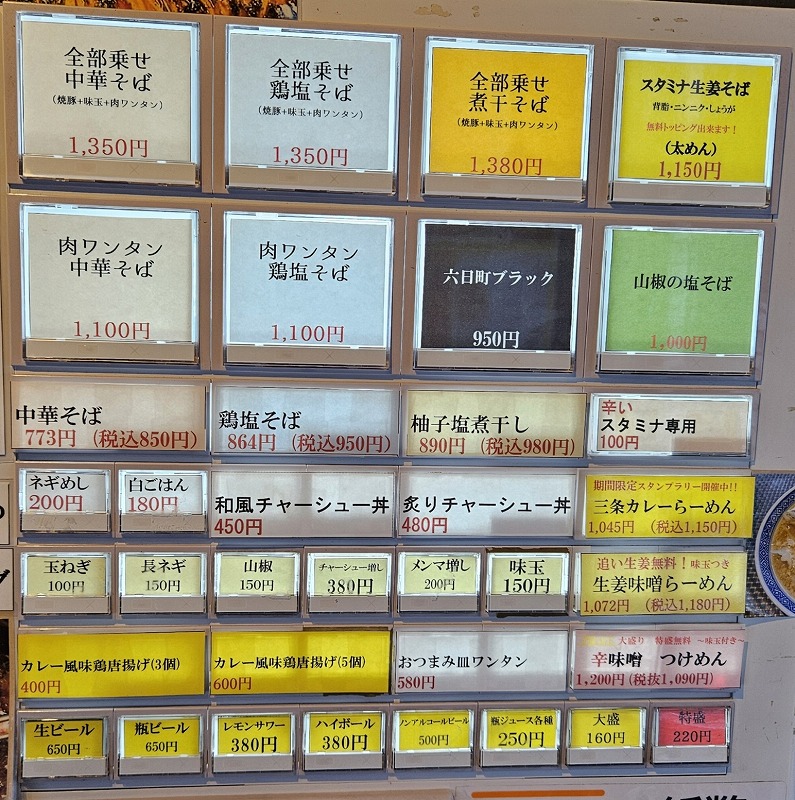 全部乗せ
中華そば
(焼豚+味玉+肉ワンタン)
1,350円
全部乗せ
鶏塩そば
(焼豚+味玉+肉ワンタン)
1,350円
全部乗せ
煮干そば
(焼豚+味玉+肉ワンタン)
1,380円
スタミナ生姜そば
背脂・ニンニク・しょうが
無料トッピング出来ます!
(太めん)
1,150円
肉ワンタン
中華そば
1,100円
肉ワンタン
鶏塩そば
1,100円
六日町ブラック
950円
山椒の塩そば
1,000円
中華そば
773円 (税込850円)
鶏塩そば
864円 (税込950円)
柚子塩煮干し
890円 (税込980円)
辛い
スタミナ専用
100円
ネギめし
200円
白ごはん
180円
和風チャーシュー丼
450円
炙りチャーシュー丼
480円
期間限定スタンプラリー開催中!!
三条カレーらーめん
1,045円 (税込1,150円)
玉ねぎ
100円
長ネギ
150円
山椒
150円
チャーシュー増し
380円
メンマ増し
200円
味玉
150円
追い生姜無料! 味玉つき
生姜味噌らーめん
1,072円 (税込1,180円)
カレー風味鶏唐揚げ(3個)
400円
カレー風味鶏唐揚げ(5個)
600円
おつまみ皿ワンタン
580円
大盛り 特盛無料 ~味玉付き~
辛味噌 つけめん
1,200円(税抜1,090円)
生ビール
650円
瓶ビール
650円
レモンサワー
380円
ハイボール
380円
ノンアルコールビール
500円
瓶ジュース各種
250円
大盛
160円
特盛
220円